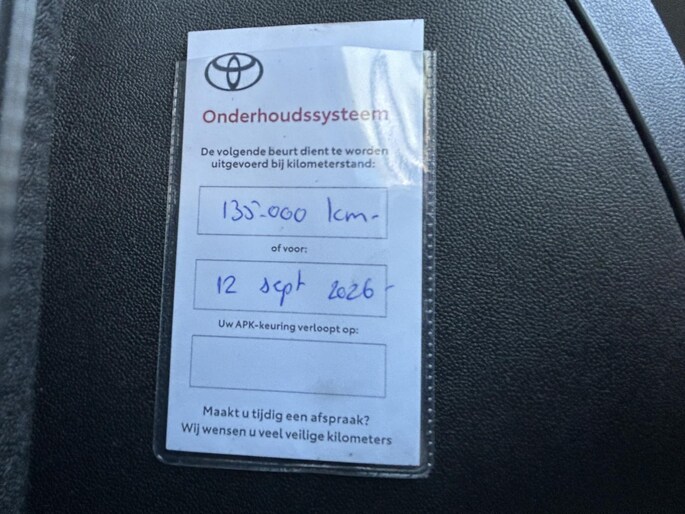 Onderhoudssysteem
De volgende beurt dient te worden
uitgevoerd bij kilometerstand:
135.000 km-
of voor:
12 sept 2026-
Uw APK-keuring verloopt op:
Maakt u tijdig een afspraak?
Wij wensen u veel veilige kilometers